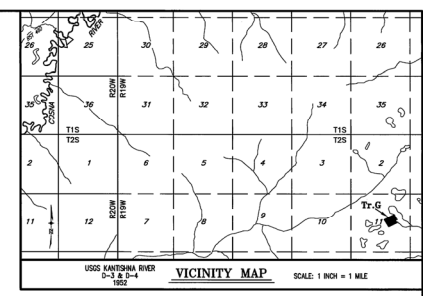 26 25 30 29 28 27 26
RIVER
COSNA
R20W
R19W
35 36 31 32 33 34 35
T1S T1S
T2S T2S
2 1 6 5 4 3 2
R20W
R19W
Tr.G
11 12 7 8 9 10 11
USGS KANTISHNA RIVER
D-3 & D-4
1952
VICINITY MAP
SCALE: 1 INCH = 1 MILE